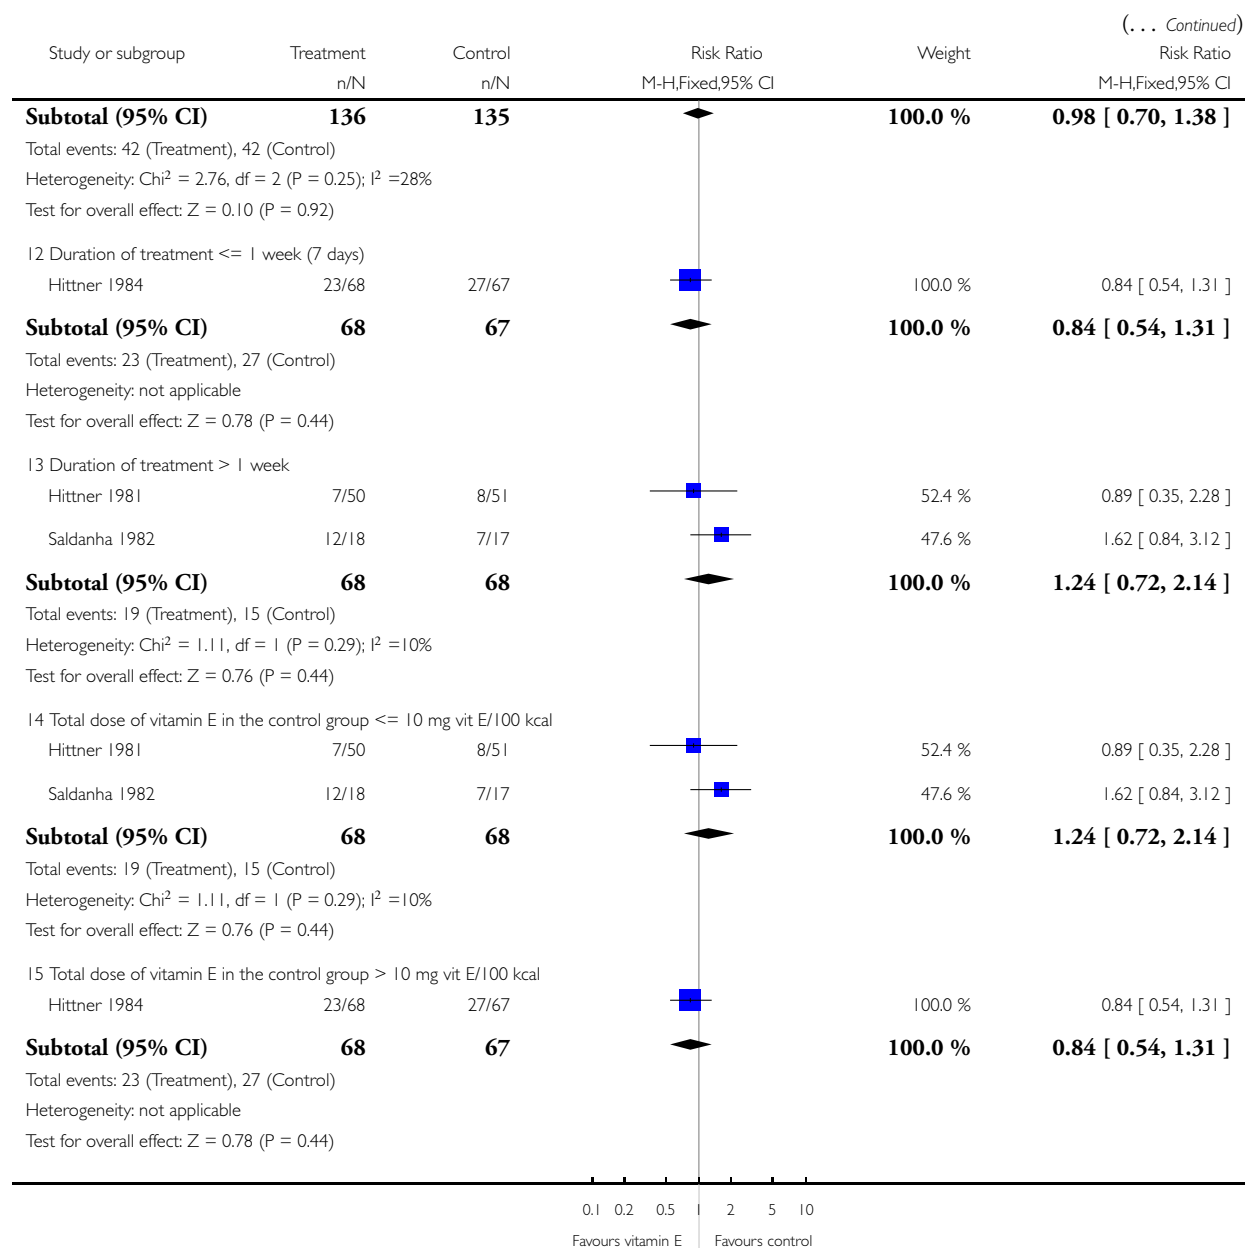 (. . . Continued)
Study or subgroup Treatment Control Risk Ratio Weight Risk Ratio
n/N n/N M-H,Fixed,95% CI M-H,Fixed,95% CI
Subtotal (95% CI) 136 135 100.0 % 0.98 [ 0.70, 1.38 ]
Total events: 42 (Treatment), 42 (Control)
Heterogeneity: Chi² = 2.76, df = 2 (P = 0.25); I² =28%
Test for overall effect: Z = 0.10 (P = 0.92)
12 Duration of treatment <= 1 week (7 days)
Hittner 1984 23/68 27/67 100.0 % 0.84 [ 0.54, 1.31 ]
Subtotal (95% CI) 68 67 100.0 % 0.84 [ 0.54, 1.31 ]
Total events: 23 (Treatment), 27 (Control)
Heterogeneity: not applicable
Test for overall effect: Z = 0.78 (P = 0.44)
13 Duration of treatment > 1 week
Hittner 1981 7/50 8/51 52.4 % 0.89 [ 0.35, 2.28 ]
Saldanha 1982 12/18 7/17 47.6 % 1.62 [ 0.84, 3.12 ]
Subtotal (95% CI) 68 68 100.0 % 1.24 [ 0.72, 2.14 ]
Total events: 19 (Treatment), 15 (Control)
Heterogeneity: Chi² = 1.11, df = 1 (P = 0.29); I² =10%
Test for overall effect: Z = 0.76 (P = 0.44)
14 Total dose of vitamin E in the control group <= 10 mg vit E/100 kcal
Hittner 1981 7/50 8/51 52.4 % 0.89 [ 0.35, 2.28 ]
Saldanha 1982 12/18 7/17 47.6 % 1.62 [ 0.84, 3.12 ]
Subtotal (95% CI) 68 68 100.0 % 1.24 [ 0.72, 2.14 ]
Total events: 19 (Treatment), 15 (Control)
Heterogeneity: Chi² = 1.11, df = 1 (P = 0.29); I² =10%
Test for overall effect: Z = 0.76 (P = 0.44)
15 Total dose of vitamin E in the control group > 10 mg vit E/100 kcal
Hittner 1984 23/68 27/67 100.0 % 0.84 [ 0.54, 1.31 ]
Subtotal (95% CI) 68 67 100.0 % 0.84 [ 0.54, 1.31 ]
Total events: 23 (Treatment), 27 (Control)
Heterogeneity: not applicable
Test for overall effect: Z = 0.78 (P = 0.44)
0.1 0.2 0.5 1 2 5 10
Favours vitamin E Favours control